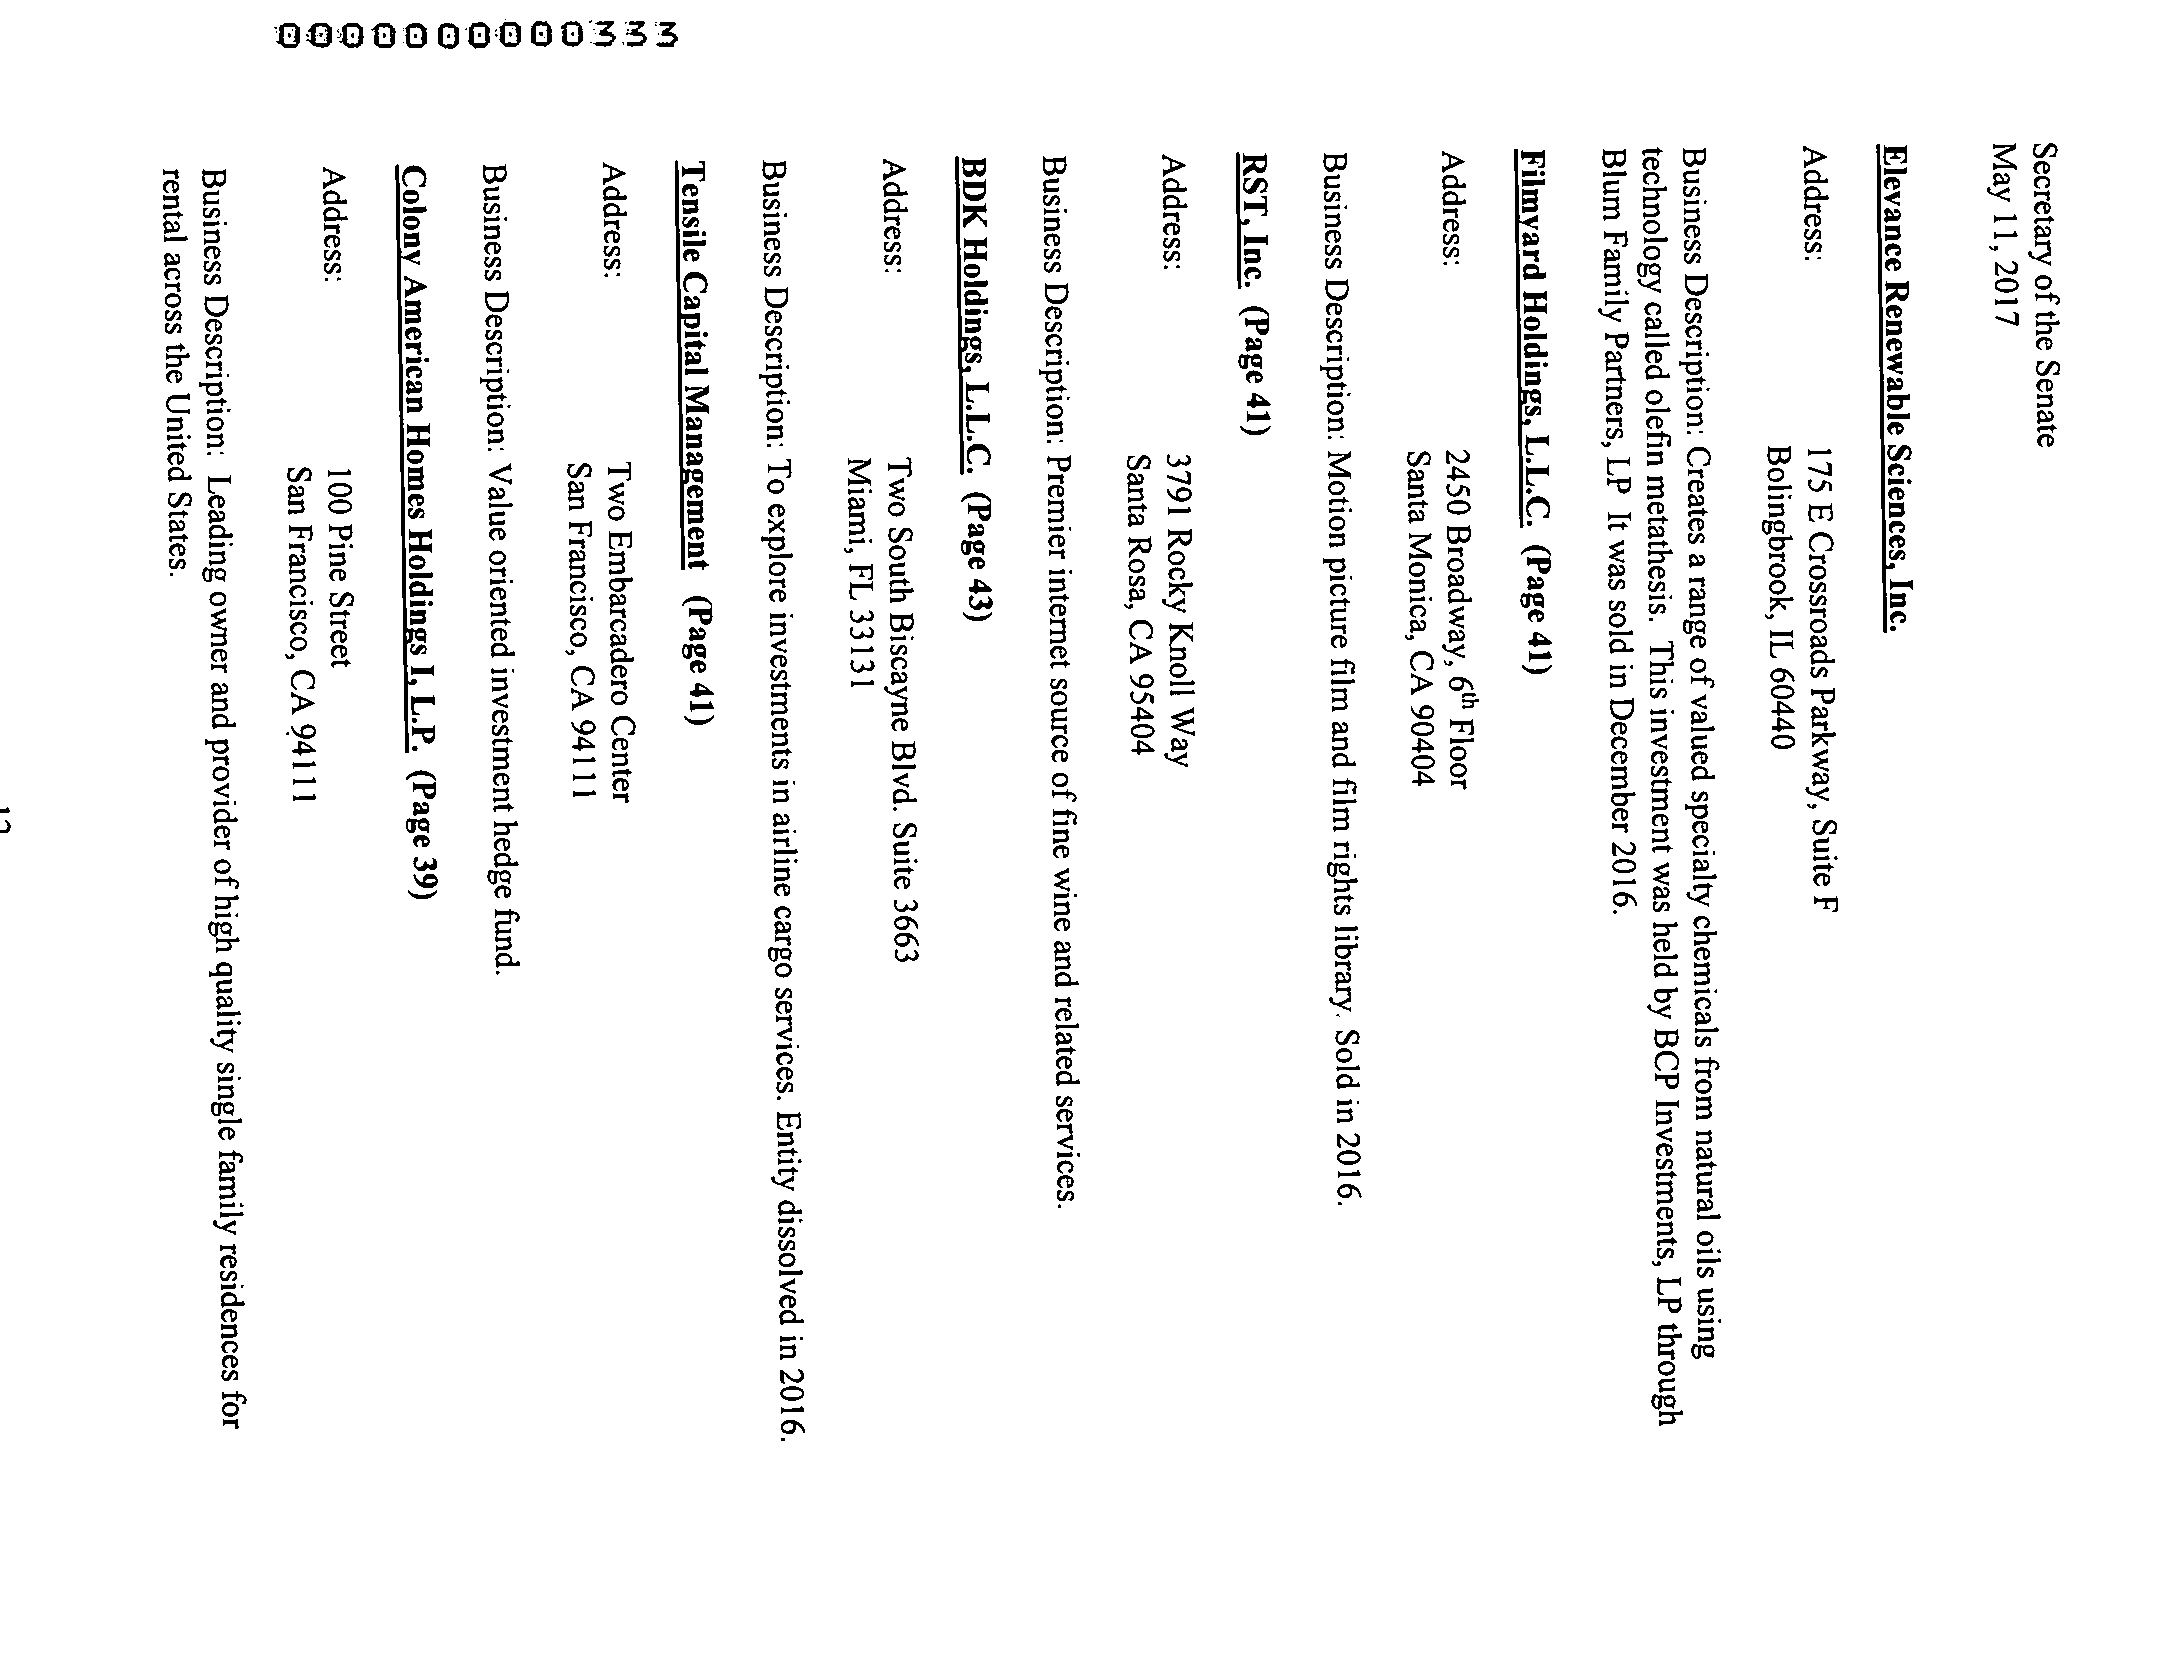 Secretary of the Senate
May 11, 2017
Elevance Renewable Sciences, Inc.
Address: 175 E Crossroads Parkway, Suite F
Bolingbrook, IL 60440
Business Description: Creates a range of valued specialty chemicals from natural oils using
technology called olefin metathesis. This investment was held by BCP Investments, LP through
Blum Family Partners, LP It was sold in December 2016.
Filmyard Holdings, L.L.C. (Page 41)
Address: 2450 Broadway, 6th Floor
Santa Monica, CA 90404
Business Description: Motion picture film and film rights library. Sold in 2016.
RST, Inc. (Page 41)
Address: 3791 Rocky Knoll Way
Santa Rosa, CA 95404
Business Description: Premier internet source of fine wine and related services.
BDK Holdings, L.L.C. (Page 43)
Address: Two South Biscayne Blvd. Suite 3663
Miami, FL 33131
Business Description: To explore investments in airline cargo services. Entity dissolved in 2016.
Tensile Capital Management (Page 41)
Address: Two Embarcadero Center
San Francisco, CA 94111
Business Description: Value oriented investment hedge fund.
Colony American Homes Holdings I, L.P. (Page 39)
Address: 100 Pine Street
San Francisco, CA 94111
Business Description: Leading owner and provider of high quality single family residences for
rental across the United States.
0000000000333